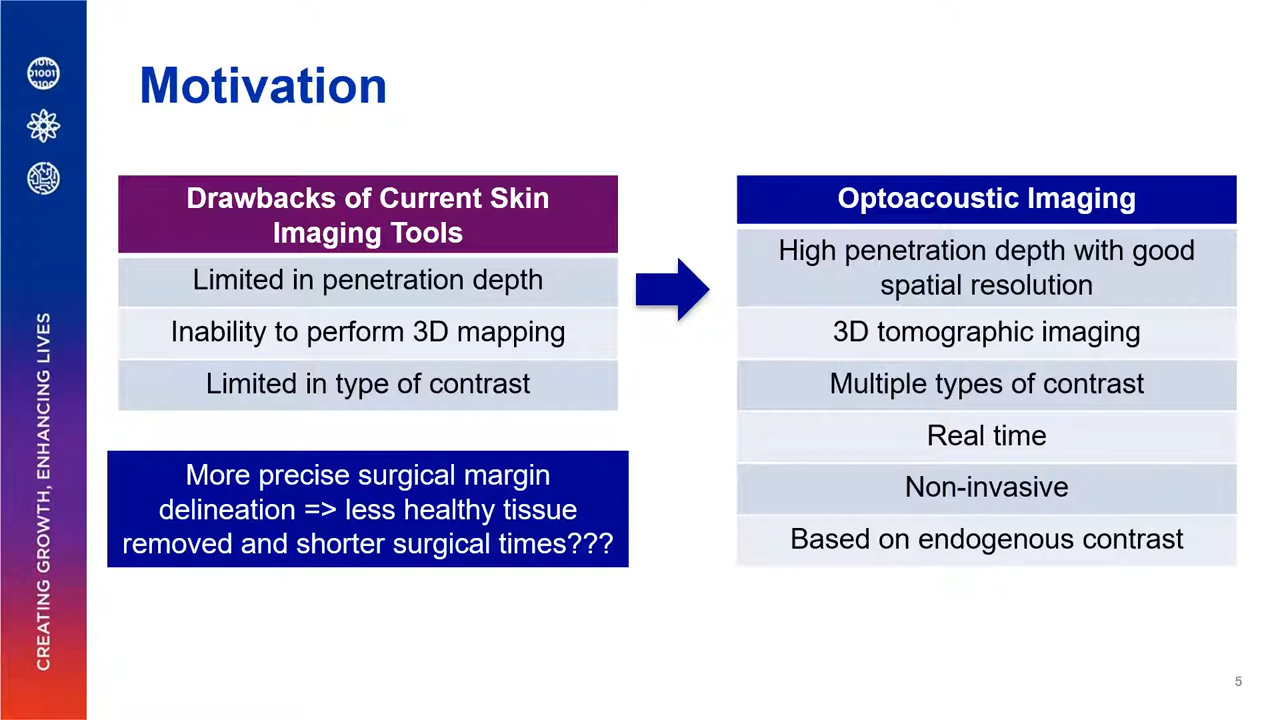 Motivation
Drawbacks of Current Skin
Imaging Tools
Limited in penetration depth
Inability to perform 3D mapping
Limited in type of contrast
More precise surgical margin
delineation => less healthy tissue
removed and shorter surgical times???
Optoacoustic Imaging
High penetration depth with good
spatial resolution
3D tomographic imaging
Multiple types of contrast
Real time
Non-invasive
Based on endogenous contrast
CREATING GROWTH, ENHANCING LIVES
5